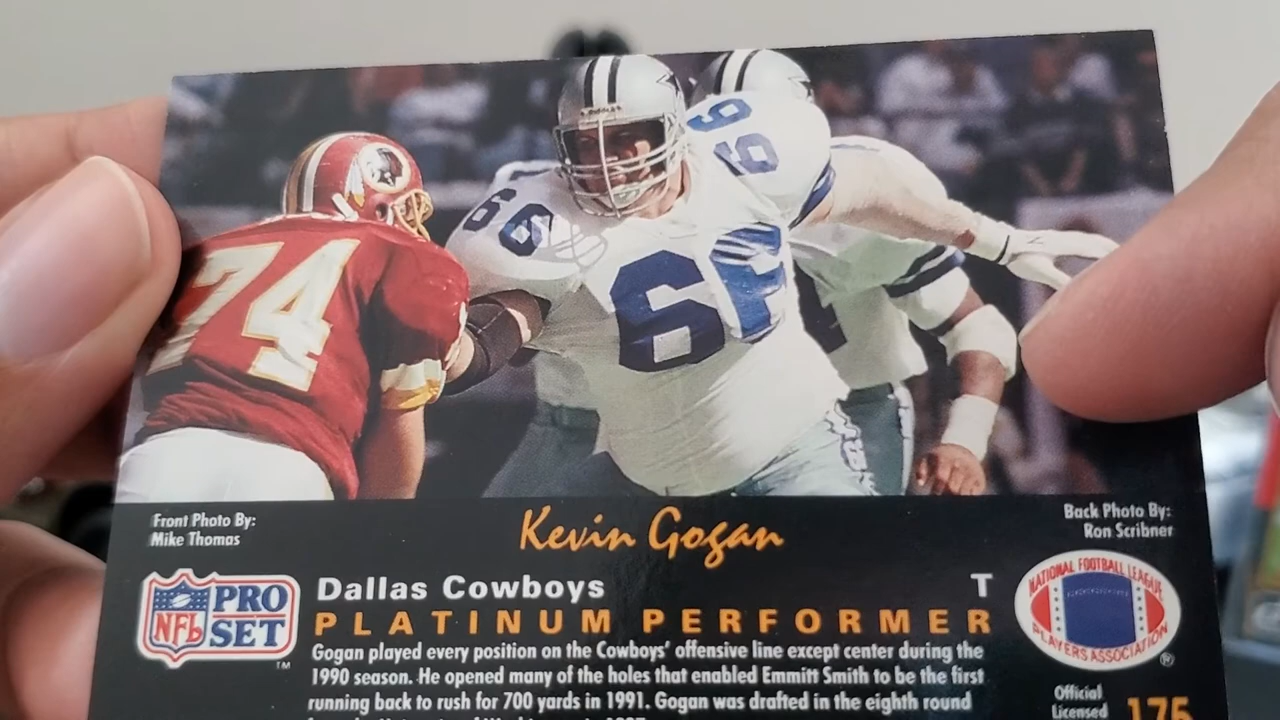 66
66
66
74
Front Photo By:
Mike Thomas
Kevin Gogan
Back Photo By:
Ron Scribner
Dallas Cowboys
T
PLATINUM PERFORMER
PRO
SET
NFL
TM
NATIONAL FOOTBALL LEAGUE
PLAYERS ASSOCIATION
®
Gogan played every position on the Cowboys' offensive line except center during the
1990 season. He opened many of the holes that enabled Emmitt Smith to be the first
running back to rush for 700 yards in 1991. Gogan was drafted in the eighth round
Official
Licensed
175